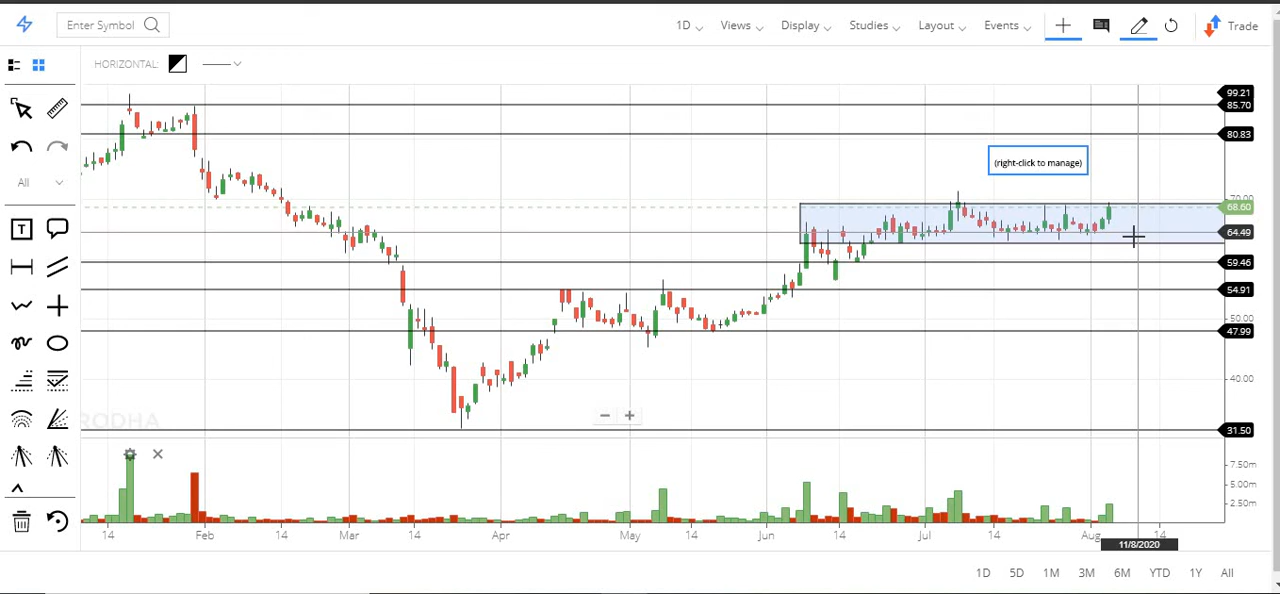 Enter Symbol
1D Views Display Studies Layout Events Trade
HORIZONTAL:
All
T
(right-click to manage)
99.21
85.70
80.83
70.00
68.60
64.49
59.46
54.91
50.00
47.99
40.00
31.50
RODHA
7.50m
5.00m
2.50m
14 Feb 14 Mar 14 Apr May 14 Jun 14 Jul 14 Aug 14
11/8/2020
1D 5D 1M 3M 6M YTD 1Y All